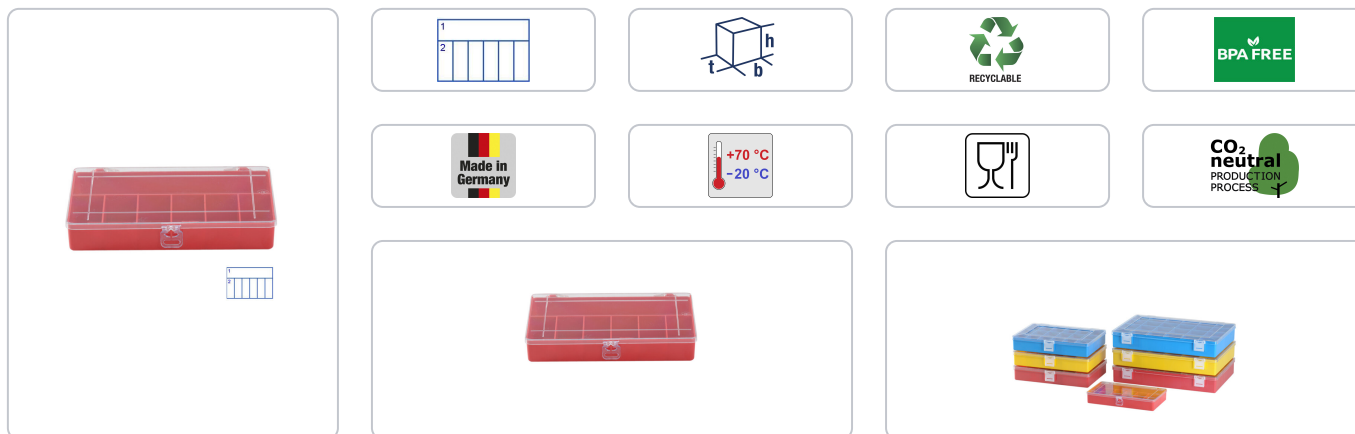 1
2
t
b
h
RECYCLABLE
BPA FREE
Made in
Germany
+70 °C
−20 °C
CO₂
neutral
PRODUCTION
PROCESS
1
2